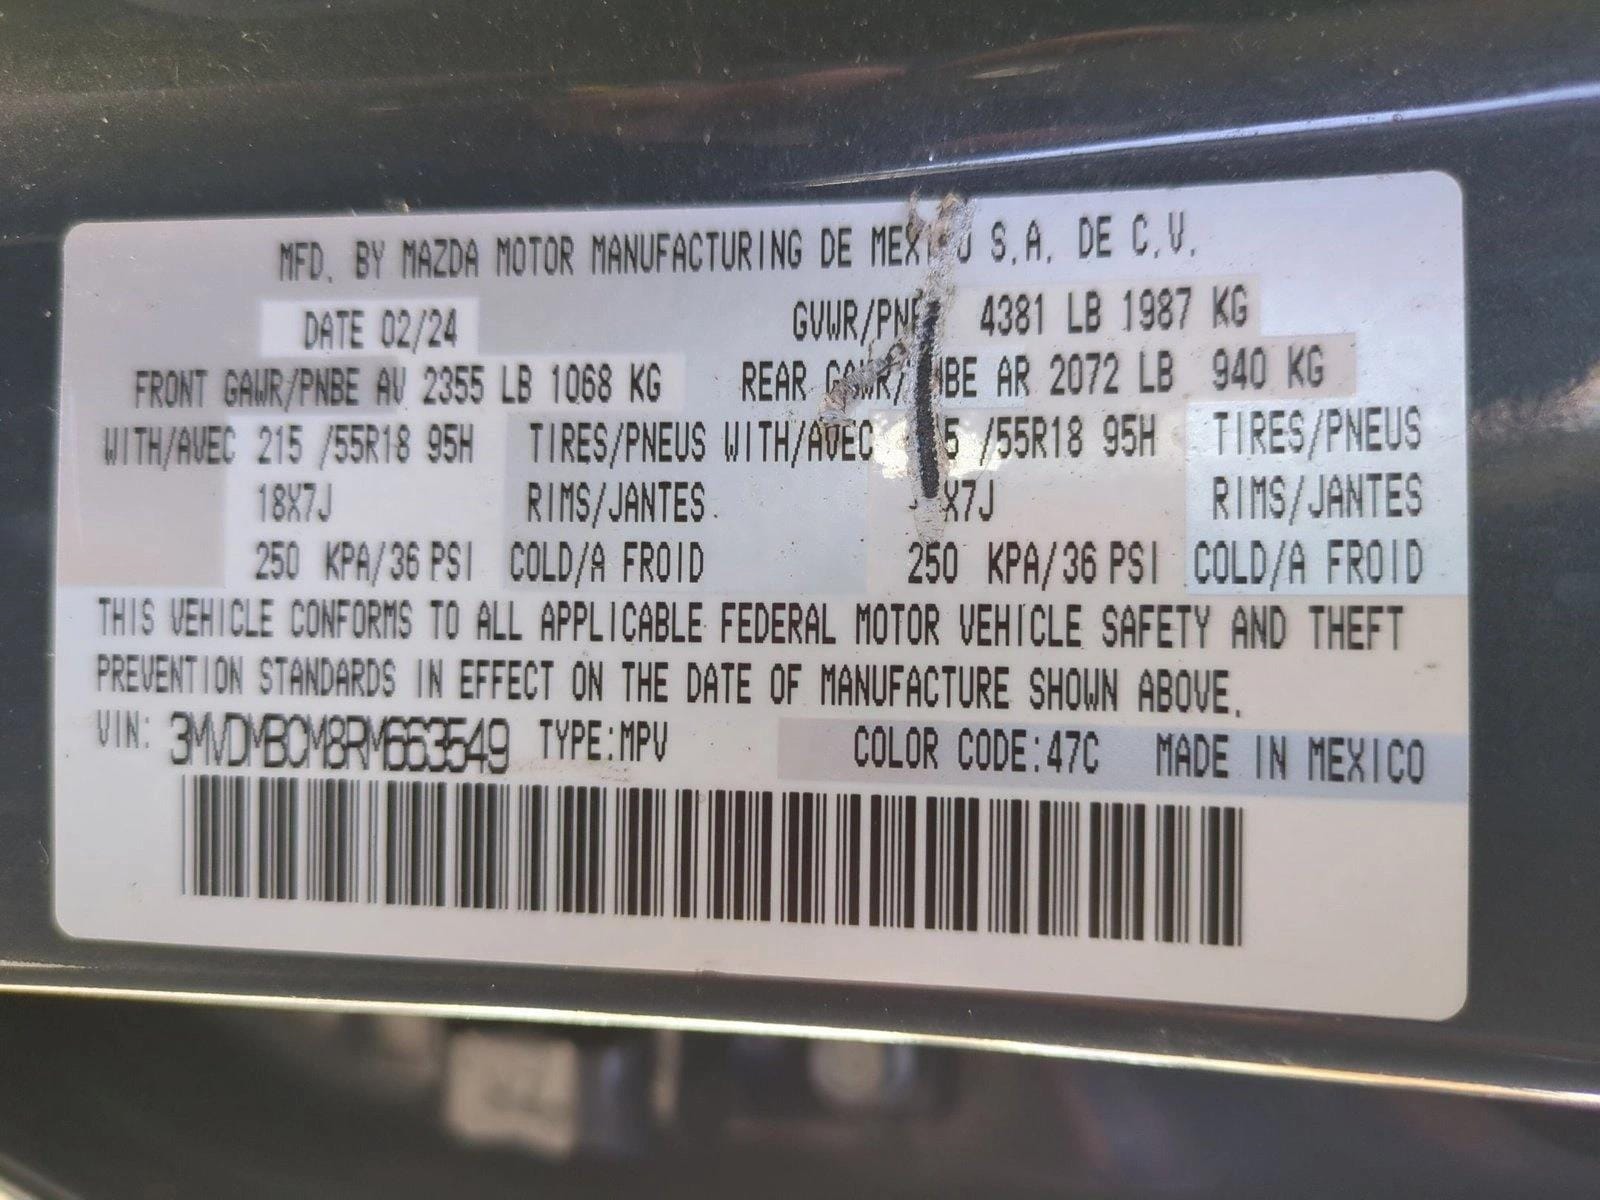 MFD. BY MAZDA MOTOR MANUFACTURING DE MEXICO S.A. DE C.V.
DATE 02/24 GVWR/PNBE 4381 LB 1987 KG
FRONT GAWR/PNBE AV 2355 LB 1068 KG REAR GAWR/PNBE AR 2072 LB 940 KG
WITH/AVEC 215 /55R18 95H TIRES/PNEUS WITH/AVEC /55R18 95H TIRES/PNEUS
18X7J RIMS/JANTES RIMS/JANTES
250 KPA/36 PSI COLD/A FROID 250 KPA/36 PSI COLD/A FROID
THIS VEHICLE CONFORMS TO ALL APPLICABLE FEDERAL MOTOR VEHICLE SAFETY AND THEFT
PREVENTION STANDARDS IN EFFECT ON THE DATE OF MANUFACTURE SHOWN ABOVE.
VIN: 3MVDMBCM8RM663549 TYPE:MPV COLOR CODE:47C MADE IN MEXICO